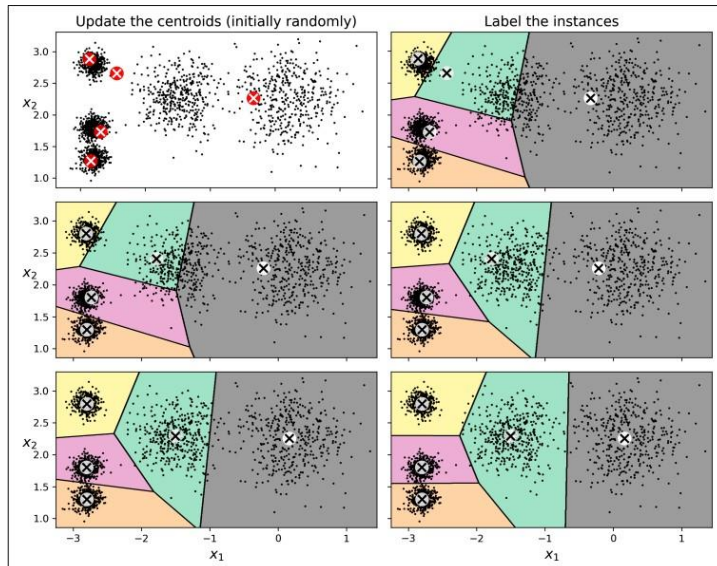 Update the centroids (initially randomly)
Label the instances
3.0
2.5
x2
2.0
1.5
1.0
3.0
2.5
x2
2.0
1.5
1.0
3.0
2.5
x2
2.0
1.5
1.0
−3 −2 −1 0 1
x1
−3 −2 −1 0 1
x1